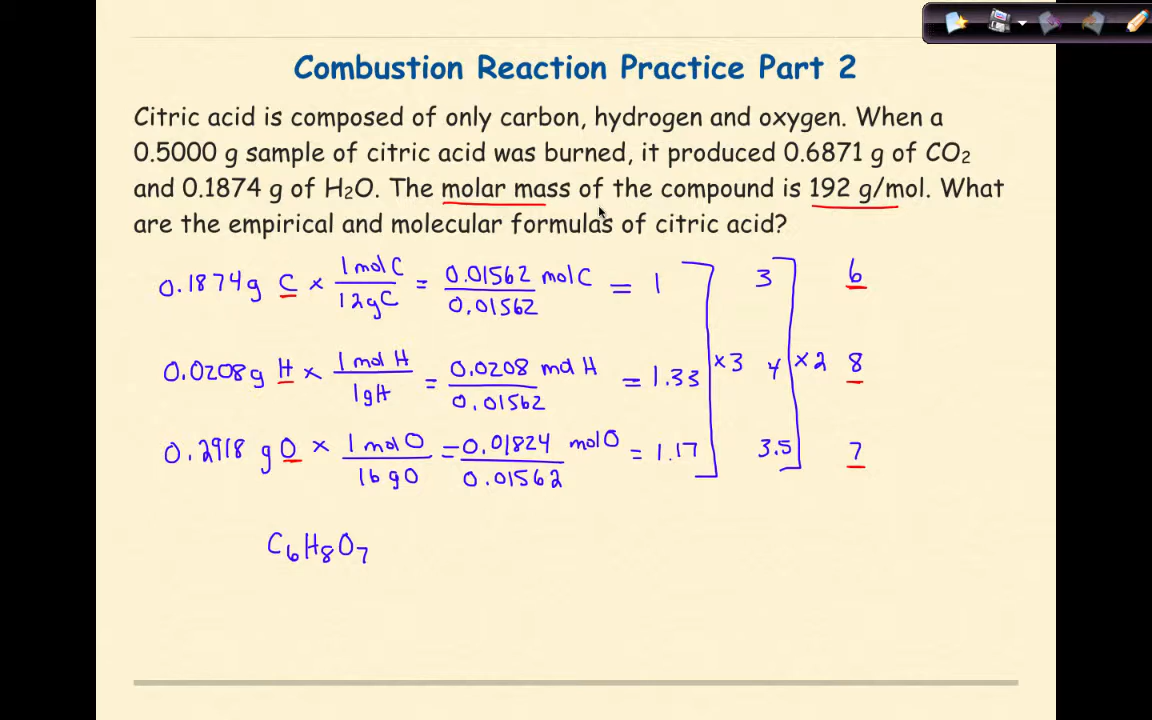 Combustion Reaction Practice Part 2
Citric acid is composed of only carbon, hydrogen and oxygen. When a
0.5000 g sample of citric acid was burned, it produced 0.6871 g of CO₂
and 0.1874 g of H₂O. The molar mass of the compound is 192 g/mol. What
are the empirical and molecular formulas of citric acid?
0.1874g C × 1 mol C / 12 g C = 0.01562 mol C / 0.01562 = 1 3 6
0.0208g H × 1 mol H / 1 g H = 0.0208 mol H / 0.01562 = 1.33 ×3 4 ×2 8
0.2918 g O × 1 mol O / 16 g O = 0.01824 mol O / 0.01562 = 1.17 3.5 7
C₆H₈O₇